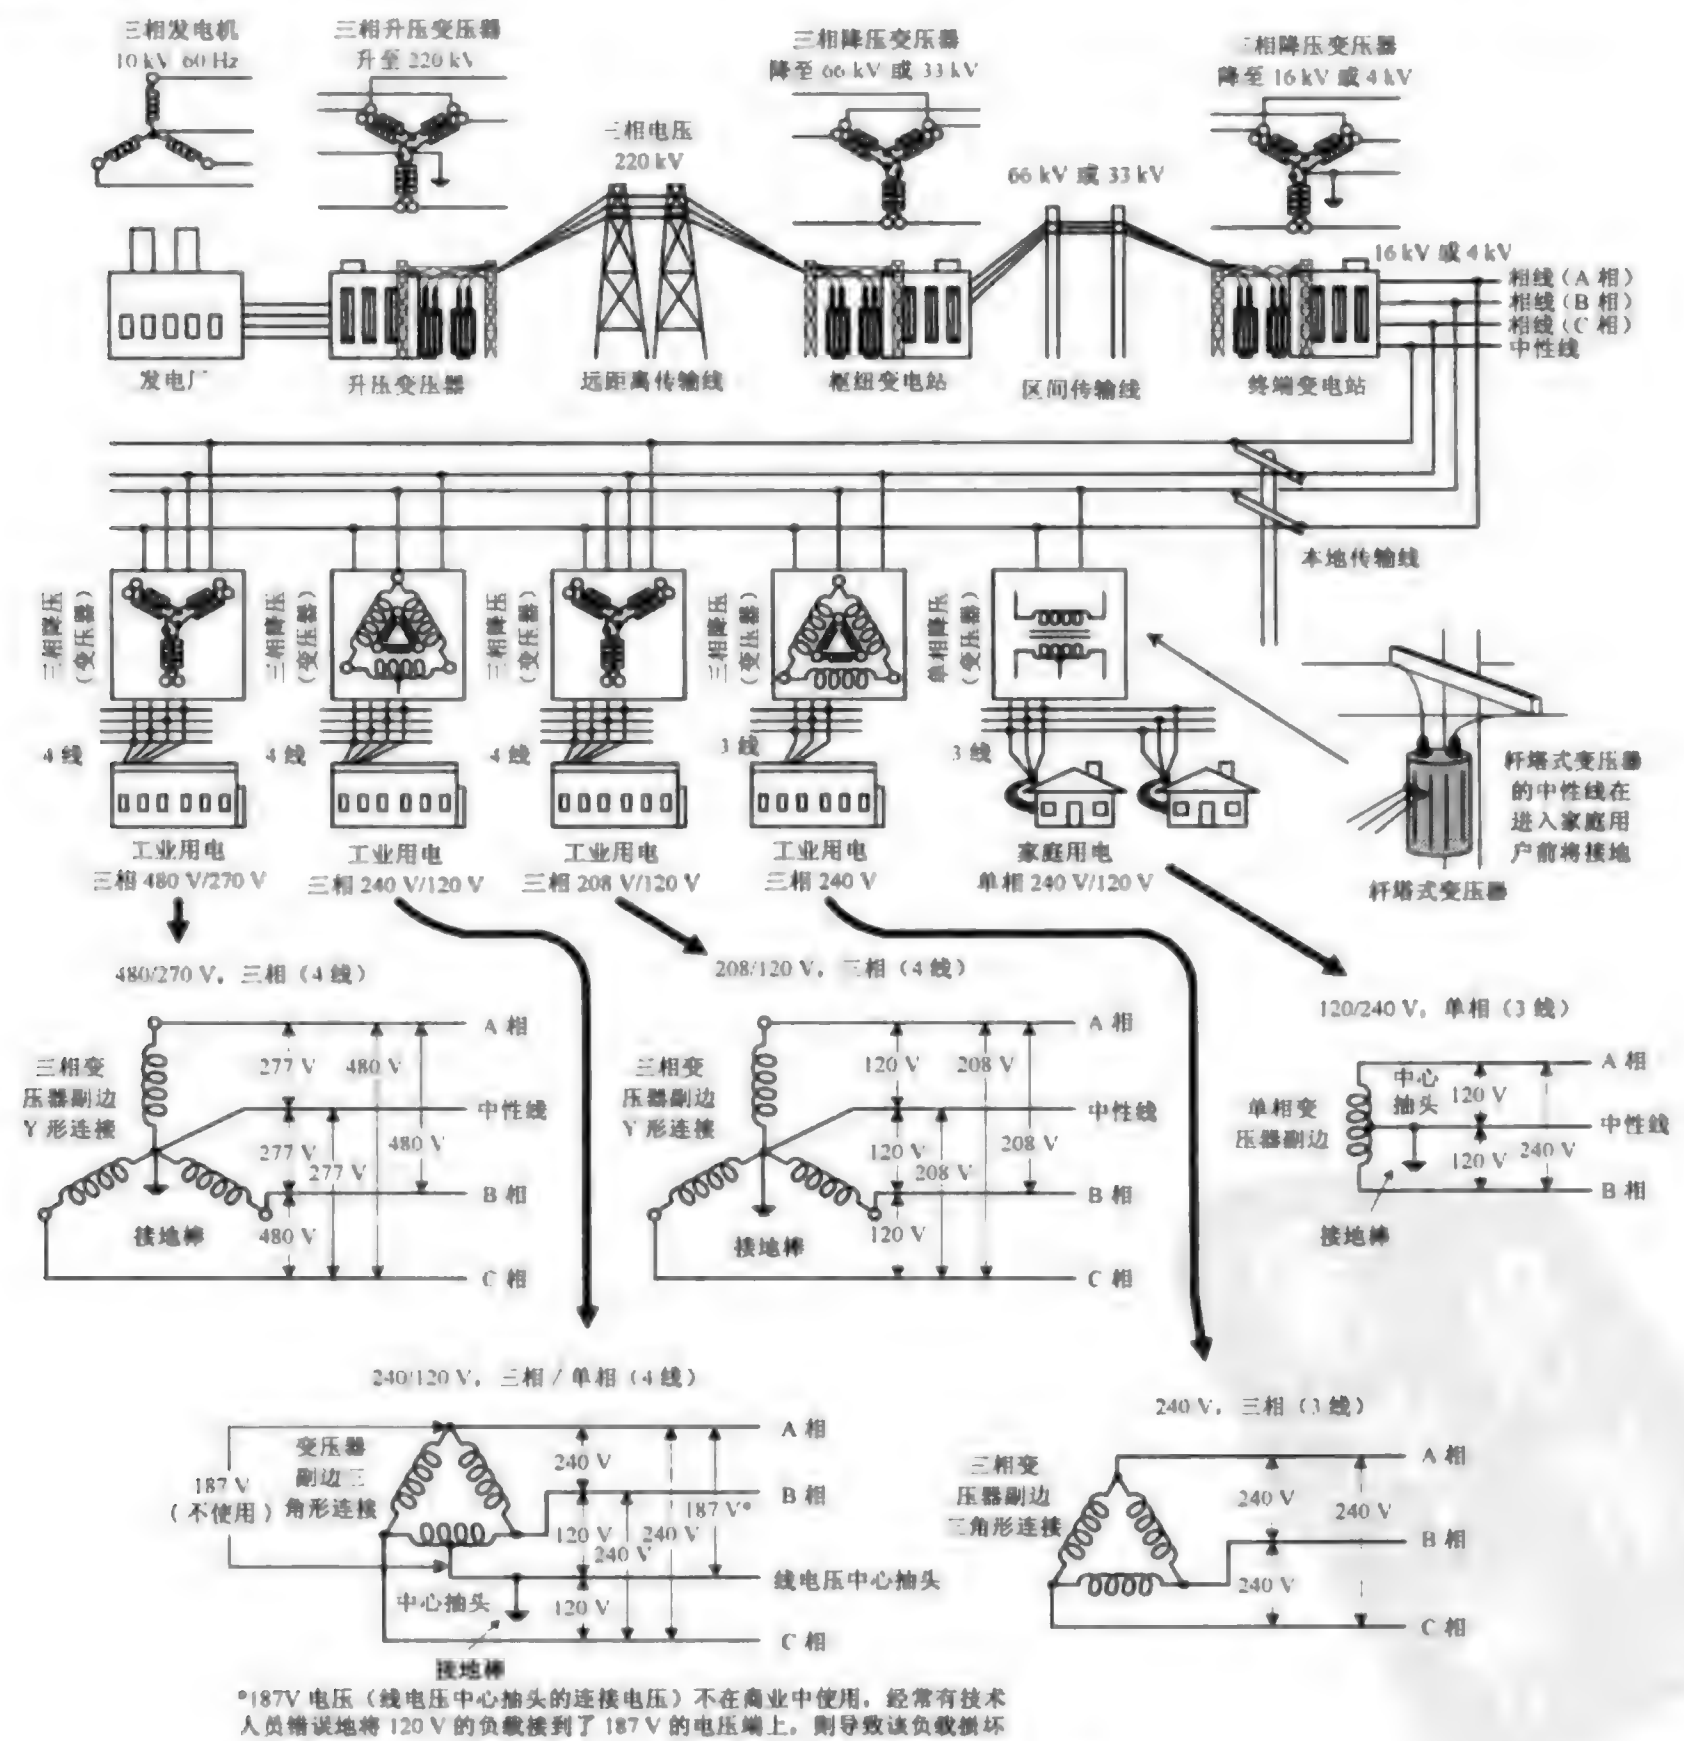 三相发电机
10 kV 60 Hz
三相升压变压器
升至 220 kV
三相电压
220 kV
三相降压变压器
降至 66 kV 或 33 kV
66 kV 或 33 kV
三相降压变压器
降至 16 kV 或 4 kV
16 kV 或 4 kV
相线（A 相）
相线（B 相）
相线（C 相）
中性线
发电厂
升压变压器
远距离传输线
枢纽变电站
区间传输线
终端变电站
本地传输线
三相降压
（变压器）
三相降压
（变压器）
三相降压
（变压器）
三相降压
（变压器）
单相降压
（变压器）
4 线
4 线
4 线
3 线
3 线
杆塔式变压器
的中性线在
进入家庭用
户前将接地
杆塔式变压器
工业用电
三相 480 V/270 V
工业用电
三相 240 V/120 V
工业用电
三相 208 V/120 V
工业用电
三相 240 V
家庭用电
单相 240 V/120 V
480/270 V，三相（4 线）
三相变
压器副边
Y 形连接
接地棒
277 V
480 V
277 V
277 V
480 V
480 V
A 相
中性线
B 相
C 相
208/120 V，三相（4 线）
三相变
压器副边
Y 形连接
接地棒
120 V
208 V
120 V
208 V
208 V
120 V
A 相
中性线
B 相
C 相
120/240 V，单相（3 线）
单相变
压器副边
中心
抽头
120 V
120 V
240 V
接地棒
A 相
中性线
B 相
240/120 V，三相 / 单相（4 线）
187 V
（不使用）
变压器
副边三
角形连接
中心抽头
接地棒
240 V
120 V
240 V
240 V
187 V*
120 V
A 相
B 相
线电压中心抽头
C 相
240 V，三相（3 线）
三相变
压器副边
三角形连接
240 V
240 V
240 V
A 相
B 相
C 相
*187V 电压（线电压中心抽头的连接电压）不在商业中使用，经常有技术
人员错误地将 120 V 的负载接到了 187 V 的电压端上，则导致该负载损坏